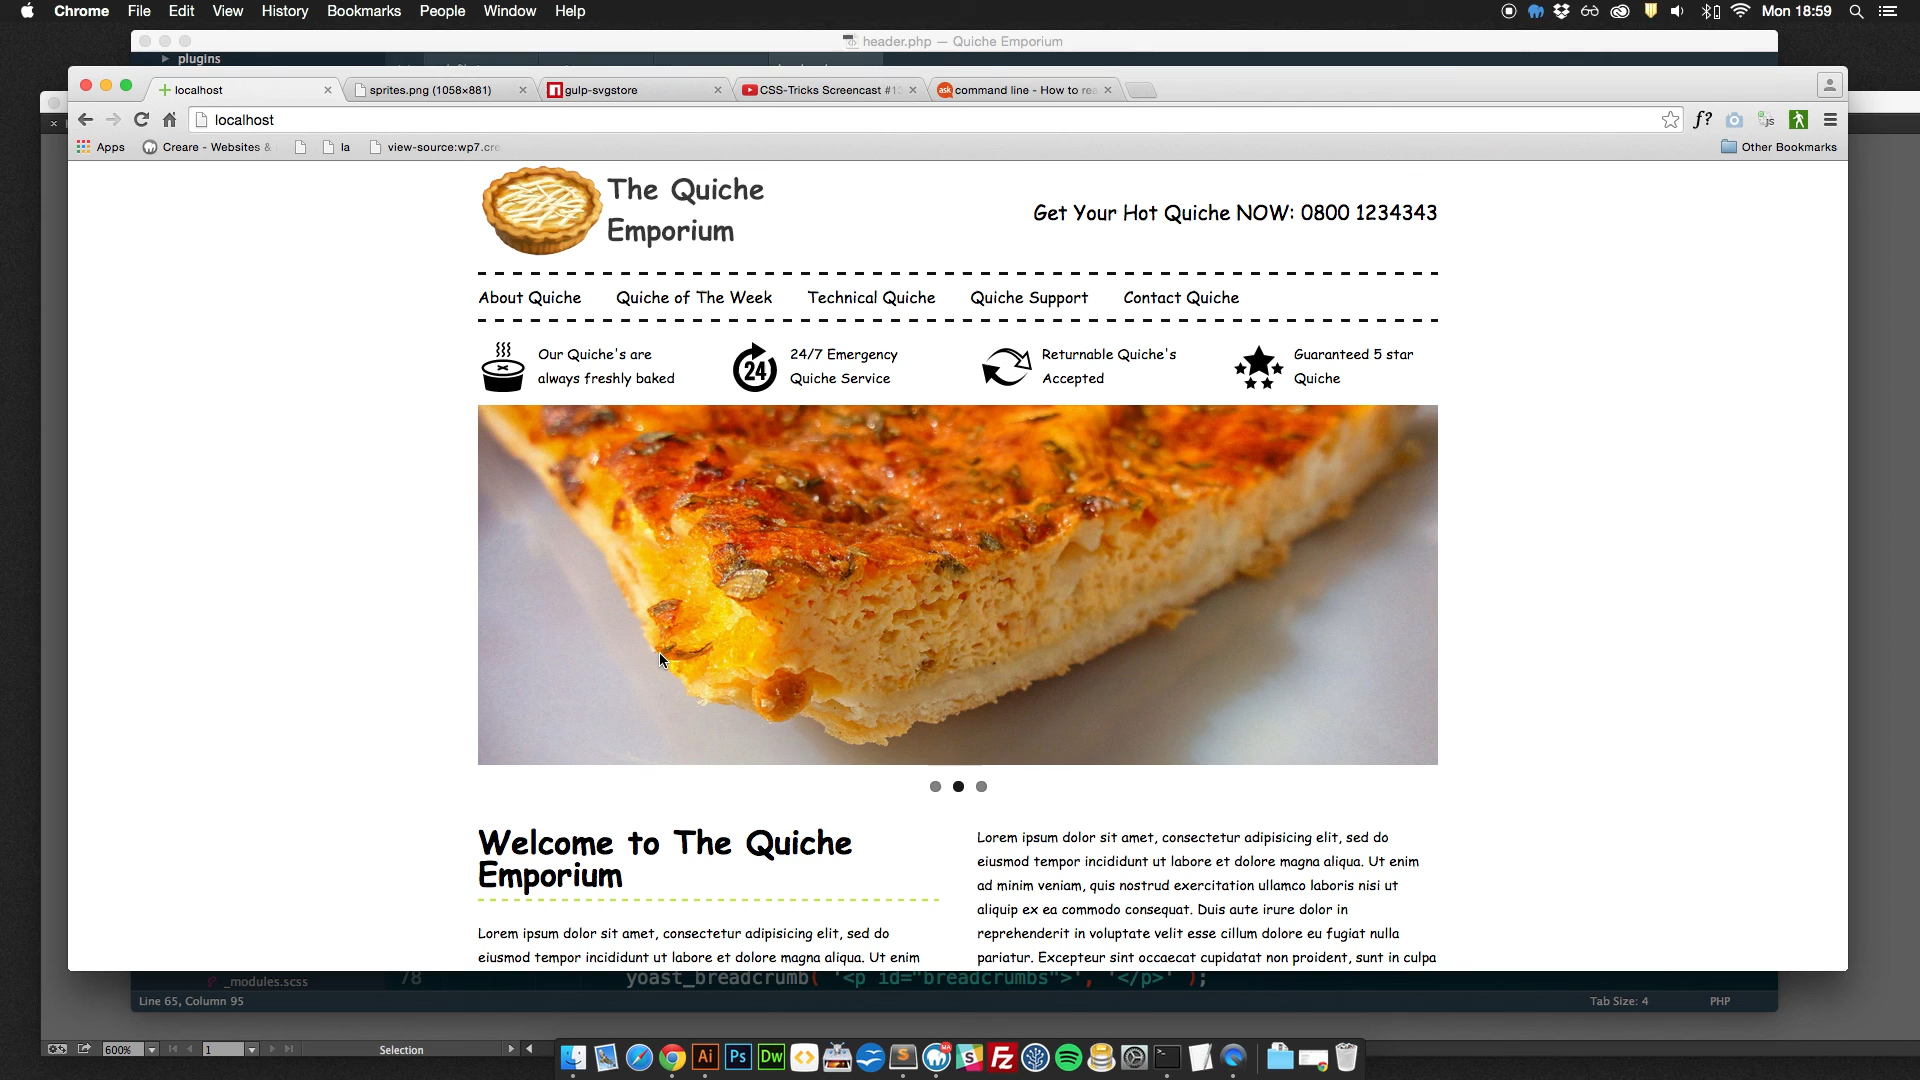 Chrome File Edit View History Bookmarks People Window Help Mon 18:59
header.php — Quiche Emporium
plugins
localhost sprites.png (1058×881) gulp-svgstore CSS-Tricks Screencast command line - How to
localhost
Apps Creare - Websites & la view-source:wp7.cre Other Bookmarks
The Quiche
Emporium
Get Your Hot Quiche NOW: 0800 1234343
About Quiche Quiche of The Week Technical Quiche Quiche Support Contact Quiche
Our Quiche's are
always freshly baked
24
24/7 Emergency
Quiche Service
Returnable Quiche's
Accepted
Guaranteed 5 star
Quiche
Welcome to The Quiche
Emporium
Lorem ipsum dolor sit amet, consectetur adipisicing elit, sed do
eiusmod tempor incididunt ut labore et dolore magna aliqua. Ut enim
Lorem ipsum dolor sit amet, consectetur adipisicing elit, sed do
eiusmod tempor incididunt ut labore et dolore magna aliqua. Ut enim
ad minim veniam, quis nostrud exercitation ullamco laboris nisi ut
aliquip ex ea commodo consequat. Duis aute irure dolor in
reprehenderit in voluptate velit esse cillum dolore eu fugiat nulla
pariatur. Excepteur sint occaecat cupidatat non proident, sunt in culpa
_modules.scss 78 yoast_breadcrumb( '<p id="breadcrumbs">', '</p>' );
Line 65, Column 95 Tab Size: 4 PHP
600% 1 Selection
Ai Ps Dw S Fz